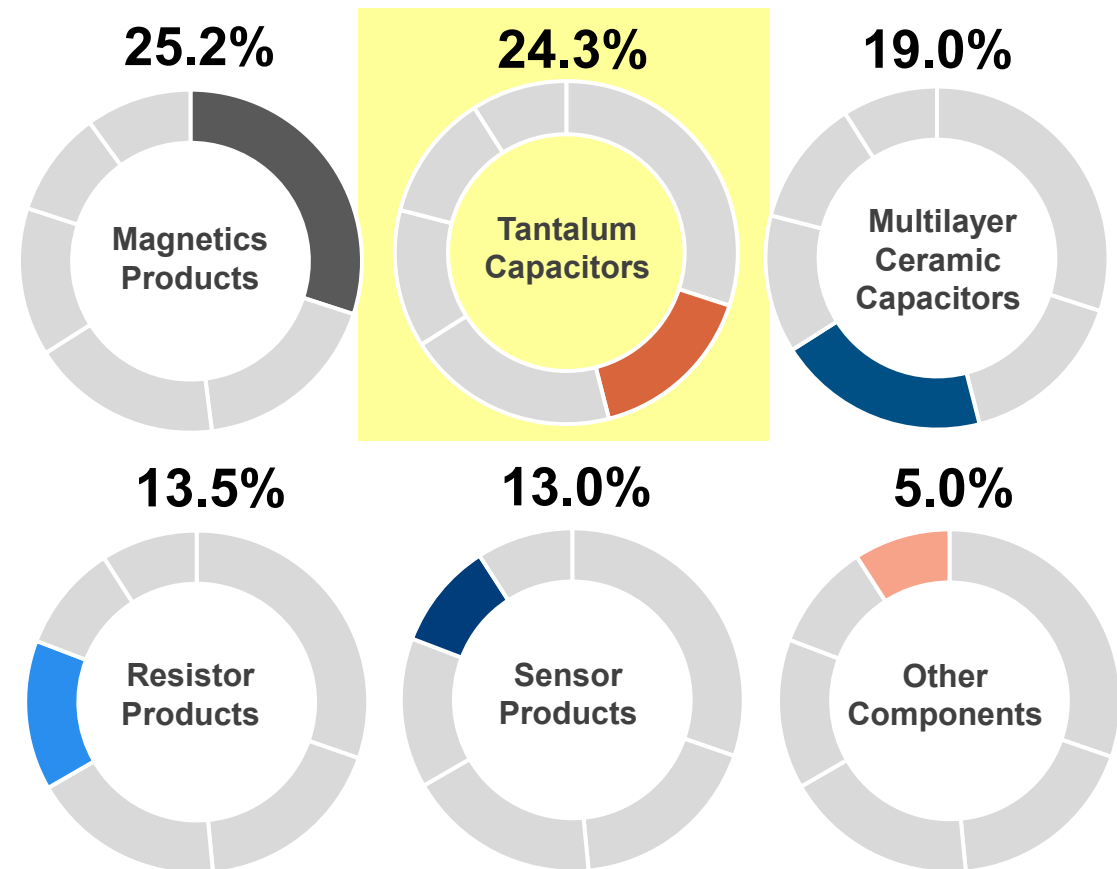 25.2%
Magnetics
Products
24.3%
Tantalum
Capacitors
19.0%
Multilayer
Ceramic
Capacitors
13.5%
Resistor
Products
13.0%
Sensor
Products
5.0%
Other
Components